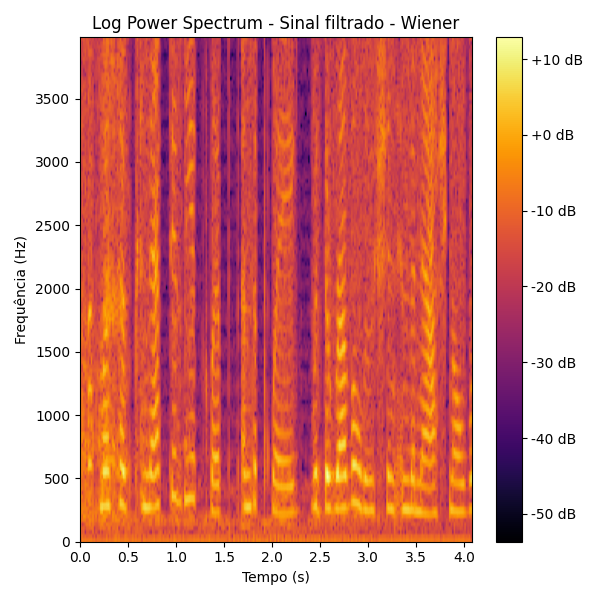 Log Power Spectrum - Sinal filtrado - Wiener
Frequência (Hz)
3500
3000
2500
2000
1500
1000
500
0
0.0 0.5 1.0 1.5 2.0 2.5 3.0 3.5 4.0
Tempo (s)
+10 dB
+0 dB
-10 dB
-20 dB
-30 dB
-40 dB
-50 dB